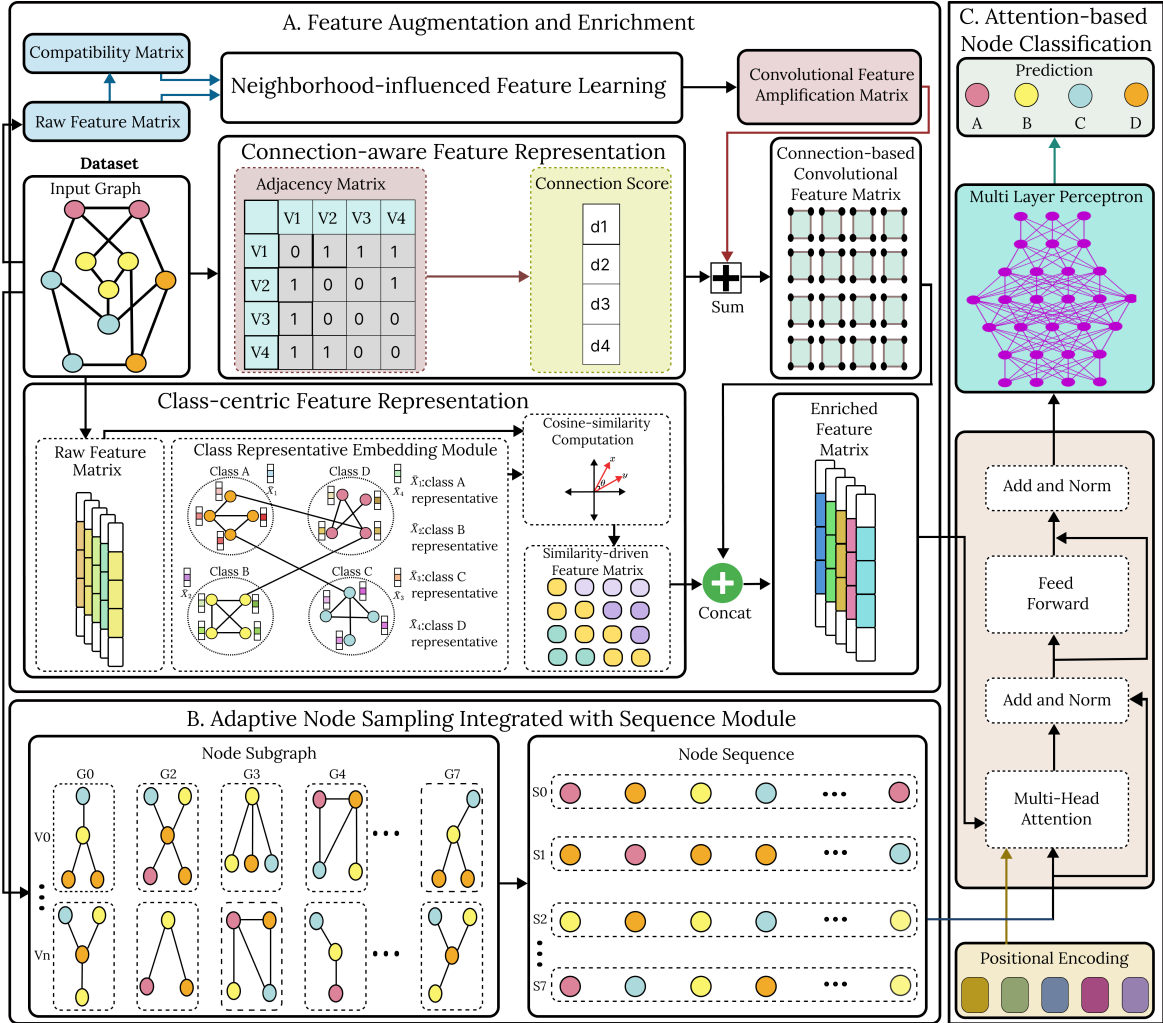 A. Feature Augmentation and Enrichment
Compatibility Matrix
Raw Feature Matrix
Neighborhood-influenced Feature Learning
Convolutional Feature
Amplification Matrix
Dataset
Input Graph
Connection-aware Feature Representation
Adjacency Matrix
V1 V2 V3 V4
V1 0 1 1 1
V2 1 0 0 1
V3 1 0 0 0
V4 1 1 0 0
Connection Score
d1
d2
d3
d4
Sum
Connection-based
Convolutional
Feature Matrix
Class-centric Feature Representation
Raw Feature
Matrix
Class Representative Embedding Module
Class A
Class D
Class B
Class C
X̄₁
X̄₄
X̄₂
X̄₃
X̄₁:class A
representative
X̄₂:class B
representative
X̄₃:class C
representative
X̄₄:class D
representative
Cosine-similarity
Computation
x
y
θ
Similarity-driven
Feature Matrix
Concat
Enriched
Feature
Matrix
B. Adaptive Node Sampling Integrated with Sequence Module
Node Subgraph
G0 G2 G3 G4 G7
V0
Vn
Node Sequence
S0
S1
S2
S7
C. Attention-based
Node Classification
Prediction
A B C D
Multi Layer Perceptron
Add and Norm
Feed
Forward
Add and Norm
Multi-Head
Attention
Positional Encoding